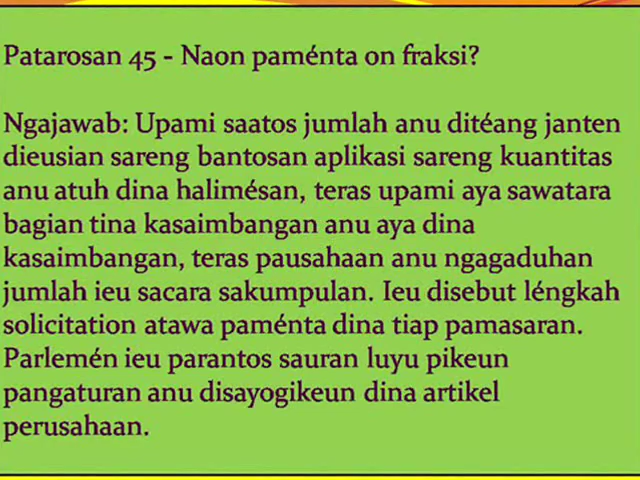 Patarosan 45 - Naon paménta on fraksi?
Ngajawab: Upami saatos jumlah anu ditéang janten
dieusian sareng bantosan aplikasi sareng kuantitas
anu atuh dina halimésan, teras upami aya sawatara
bagian tina kasaimbangan anu aya dina
kasaimbangan, teras pausahaan anu ngagaduhan
jumlah ieu sacara sakumpulan. Ieu disebut léngkah
solicitation atawa paménta dina tiap pamasaran.
Parlemén ieu parantos sauran luyu pikeun
pangaturan anu disayogikeun dina artikel
perusahaan.